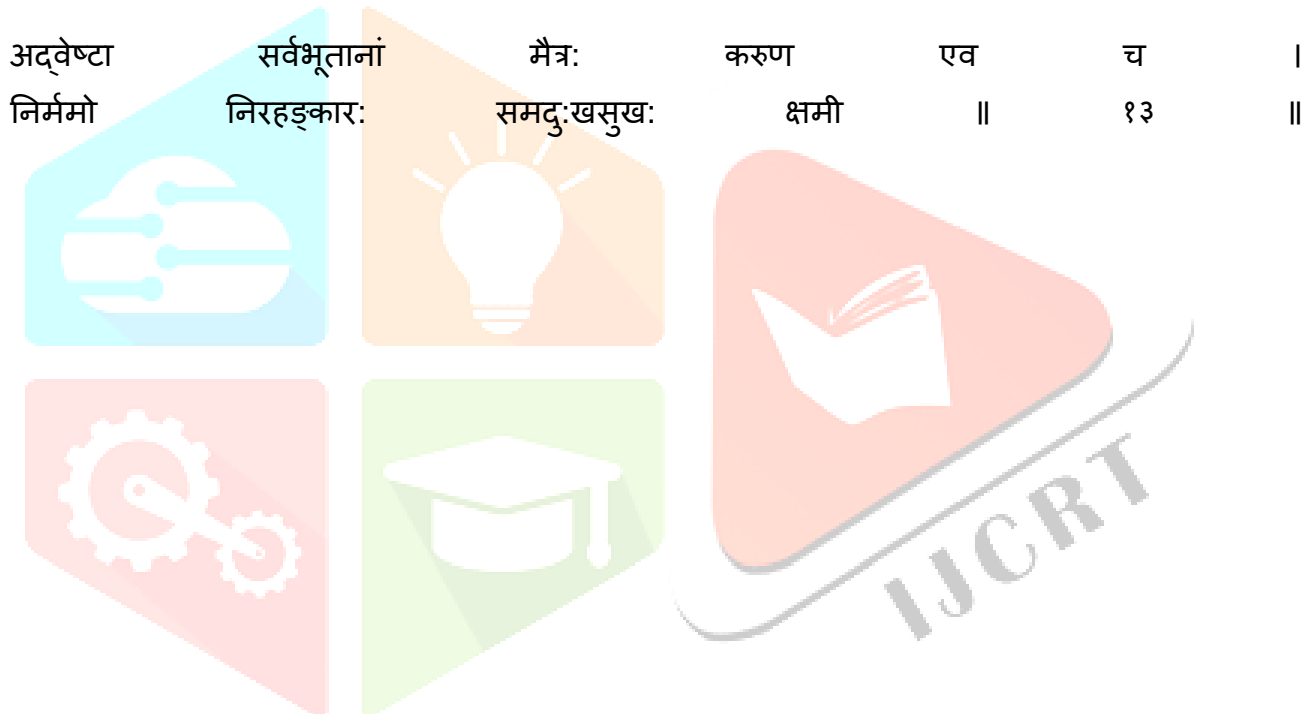 अद्वेष्टा सर्वभूतानां मैत्र: करुण एव च ।
निर्ममो निरहङ्कार: समदु:खसुख: क्षमी ॥ १३ ॥
IJCRT